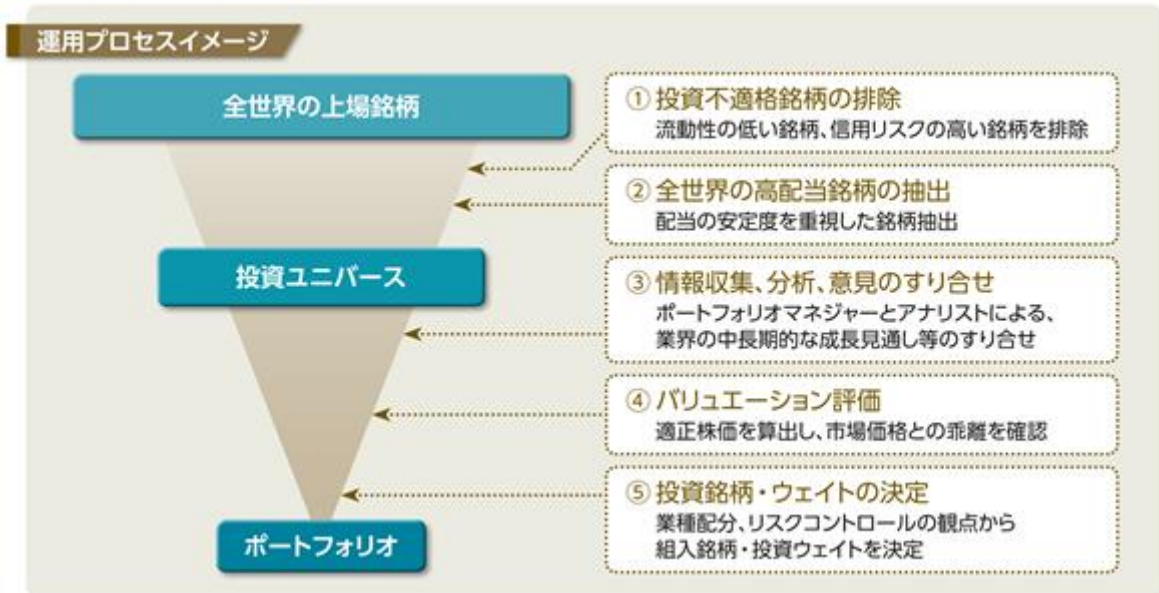 運用プロセスイメージ
全世界の上場銘柄
① 投資不適格銘柄の排除
流動性の低い銘柄、信用リスクの高い銘柄を排除
② 全世界の高配当銘柄の抽出
配当の安定度を重視した銘柄抽出
投資ユニバース
③ 情報収集、分析、意見のすり合せ
ポートフォリオマネジャーとアナリストによる、
業界の中長期的な成長見通し等のすり合せ
④ バリュエーション評価
適正株価を算出し、市場価格との乖離を確認
⑤ 投資銘柄・ウェイトの決定
業種配分、リスクコントロールの観点から
組入銘柄・投資ウェイトを決定
ポートフォリオ